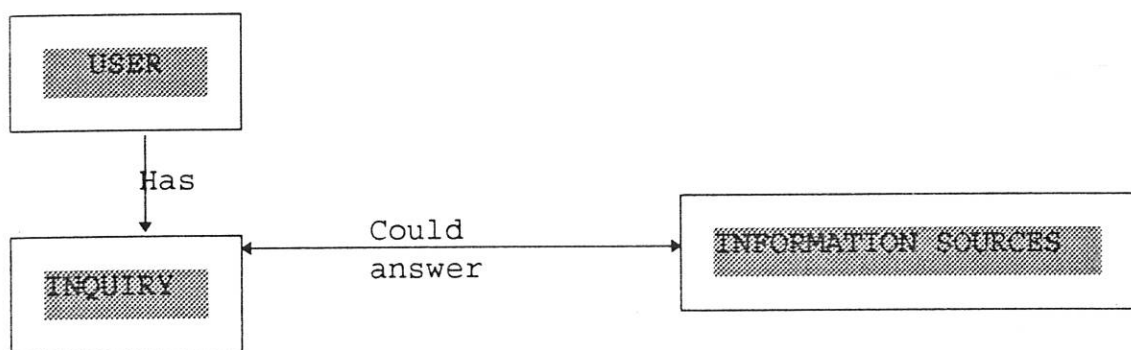 USER
Has
Could
answer
INFORMATION SOURCES
INQUIRY